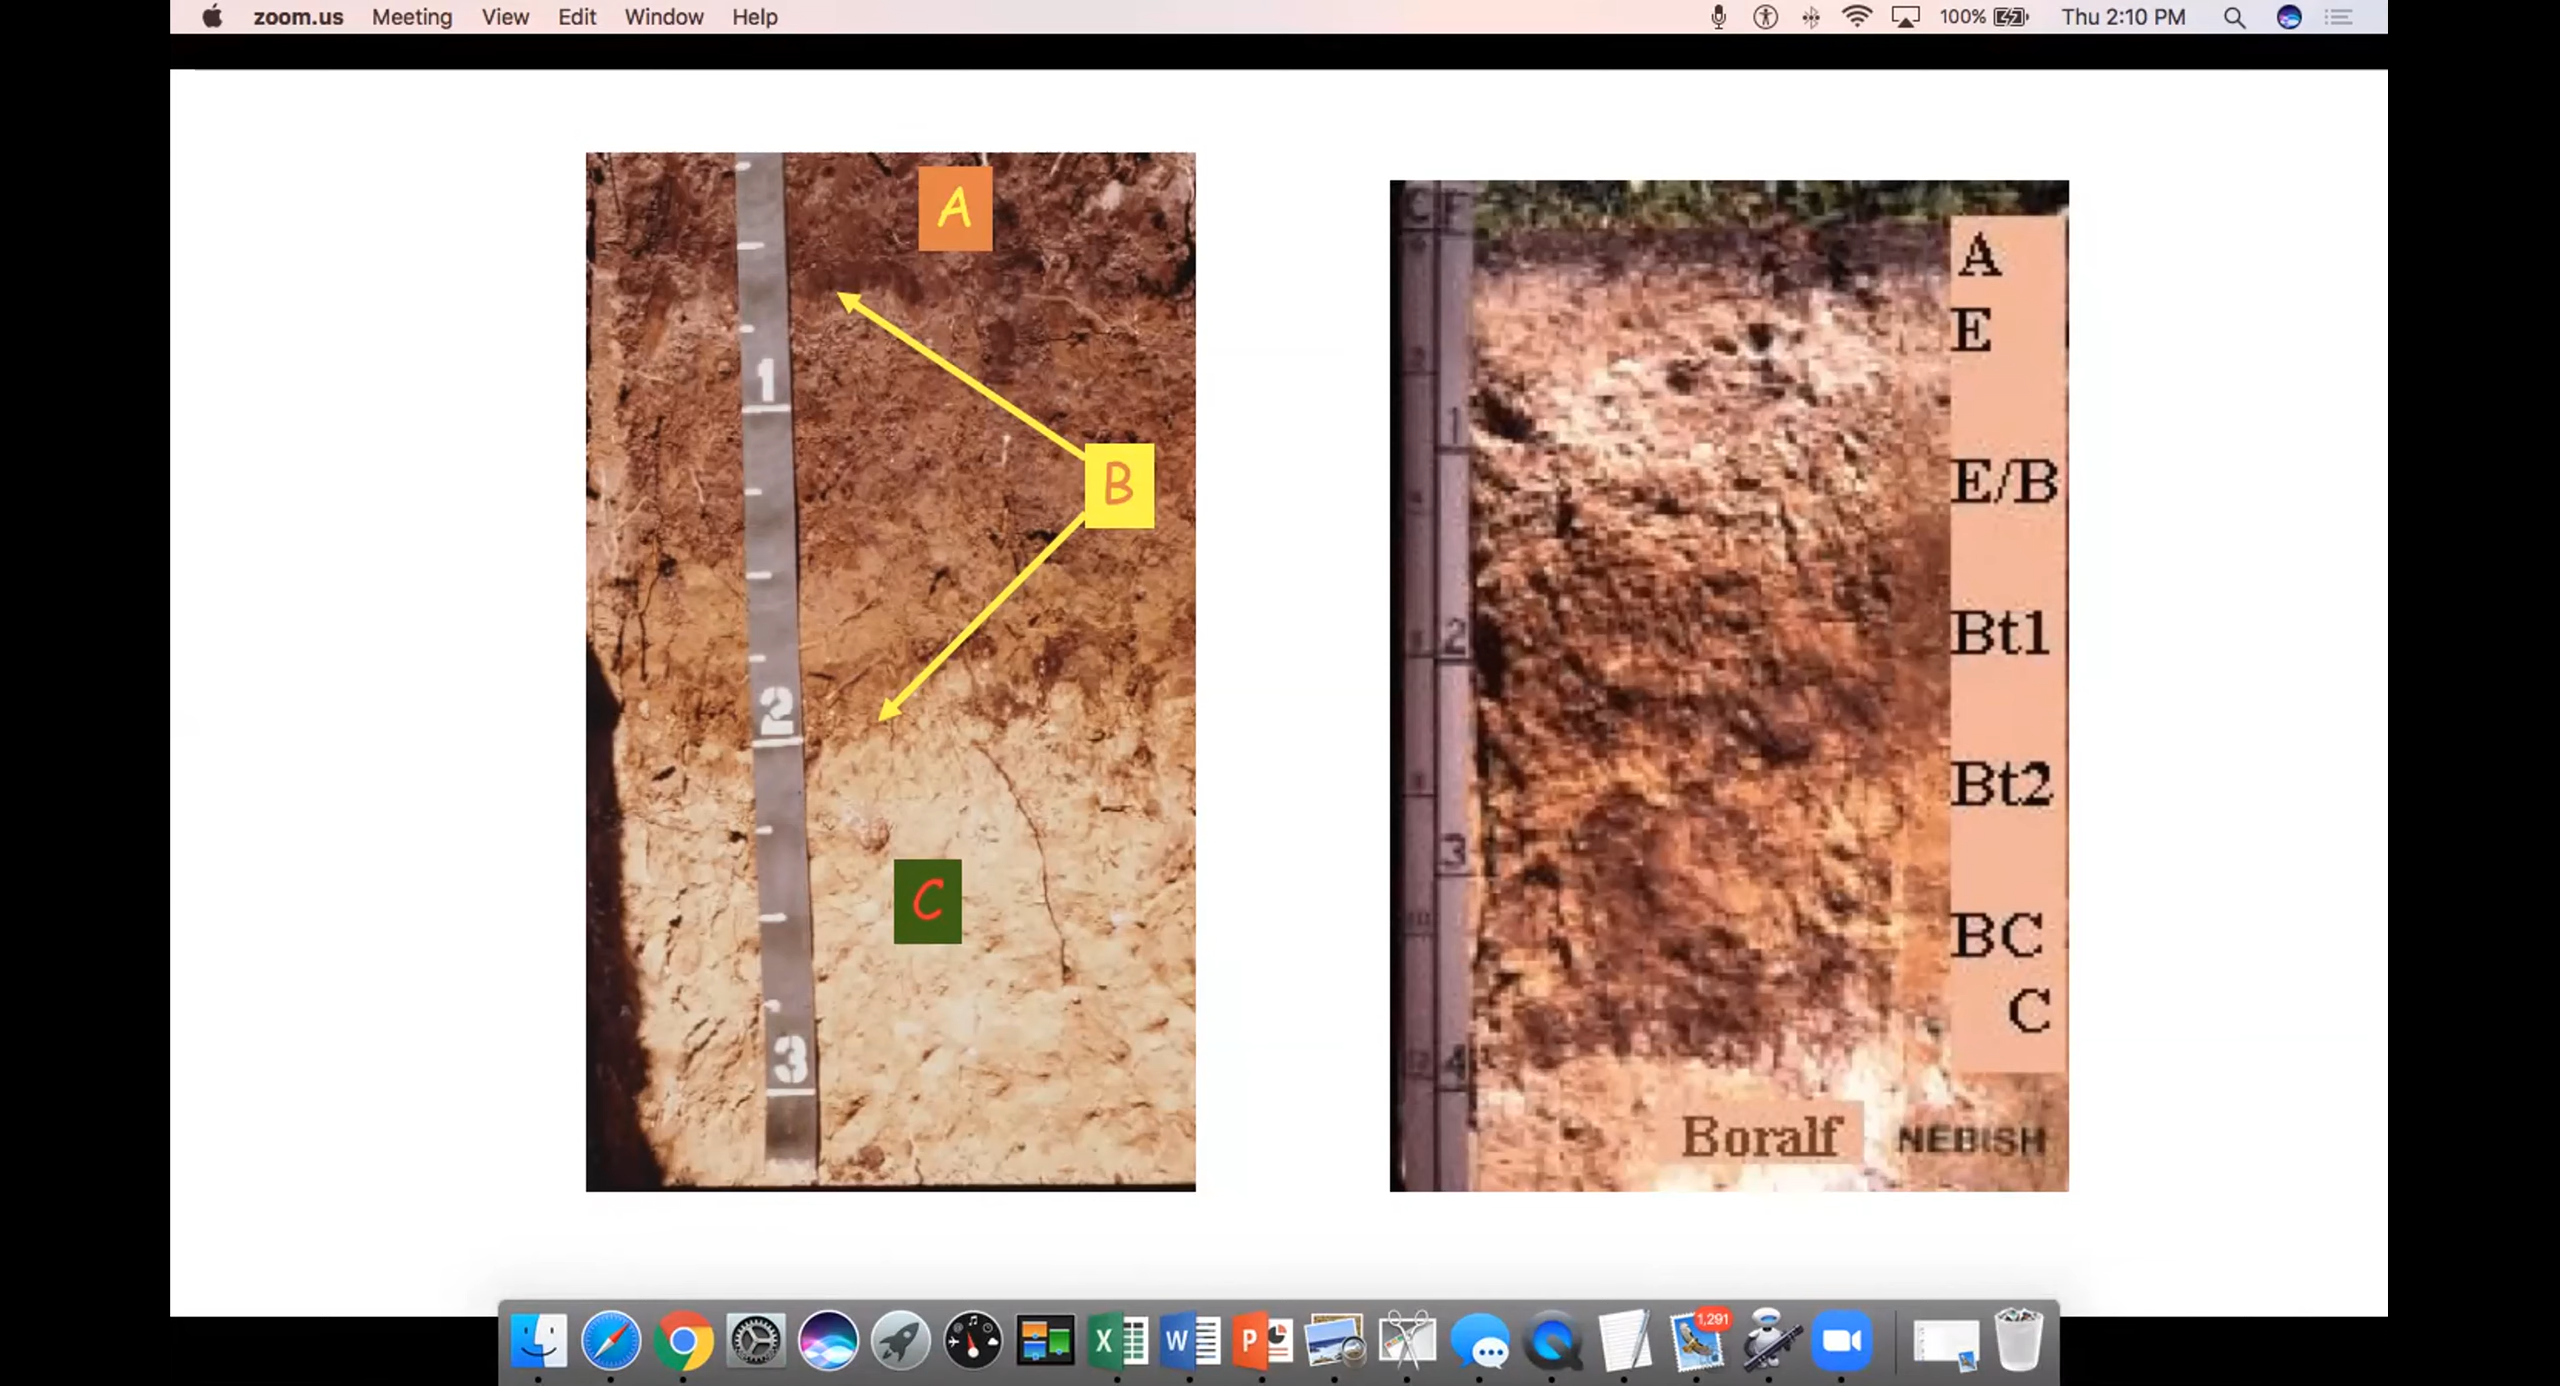 zoom.us Meeting View Edit Window Help
100% Thu 2:10 PM
A
B
1
2
C
3
C F
A
E
1
E/B
2
Bt1
Bt2
3
BC
C
4
Boralf NEBISH
1,291